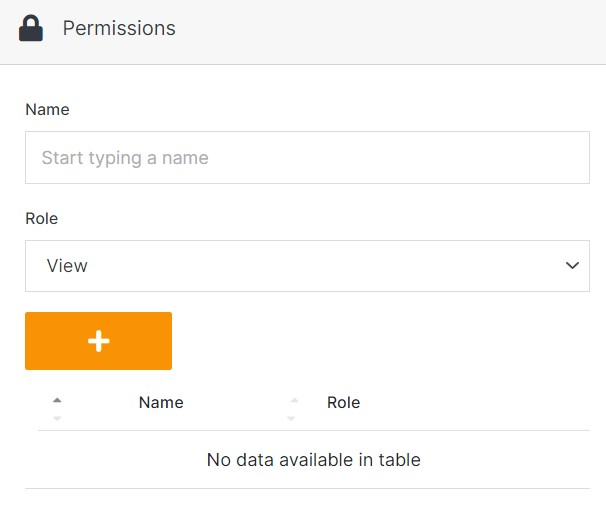 Permissions
Name
Start typing a name
Role
View
Name Role
No data available in table